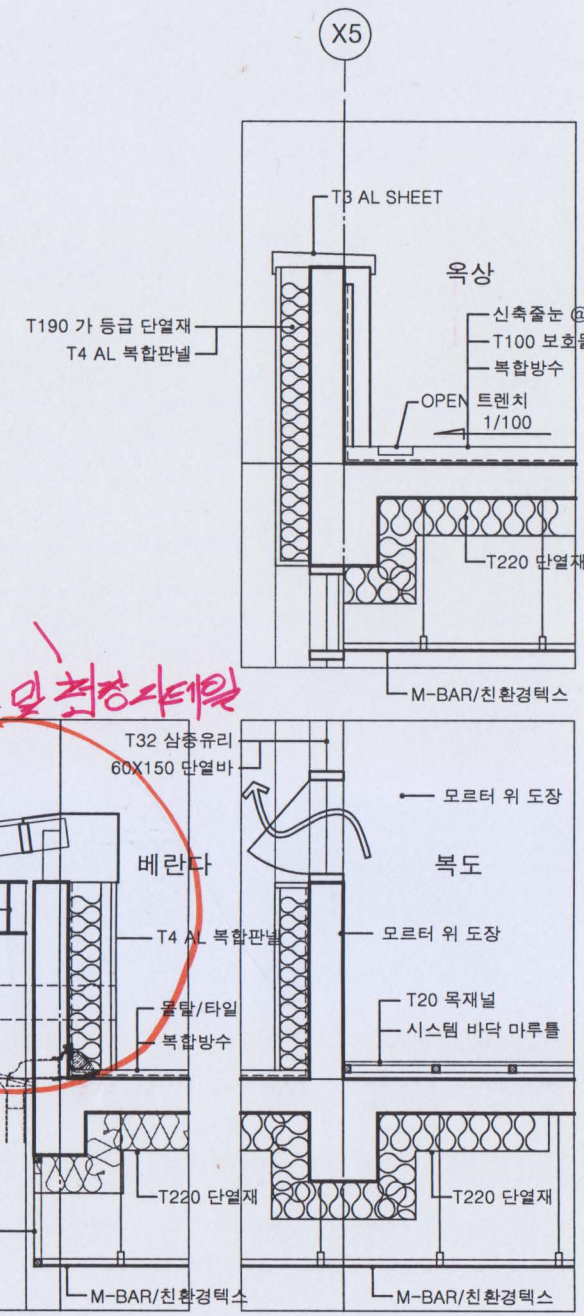 X5
T3 AL SHEET
옥상
T190 가 등급 단열재
T4 AL 복합판넬
신축줄눈 @
T100 보호몰
복합방수
OPEN 트렌치
1/100
T220 단열재
M-BAR/친환경텍스
및 천장 디테일
T32 삼중유리
60X150 단열바
모르터 위 도장
베란다
복도
T4 AL 복합판넬
모르터 위 도장
몰탈/타일
복합방수
T20 목재널
시스템 바닥 마루틀
T220 단열재
T220 단열재
M-BAR/친환경텍스
M-BAR/친환경텍스